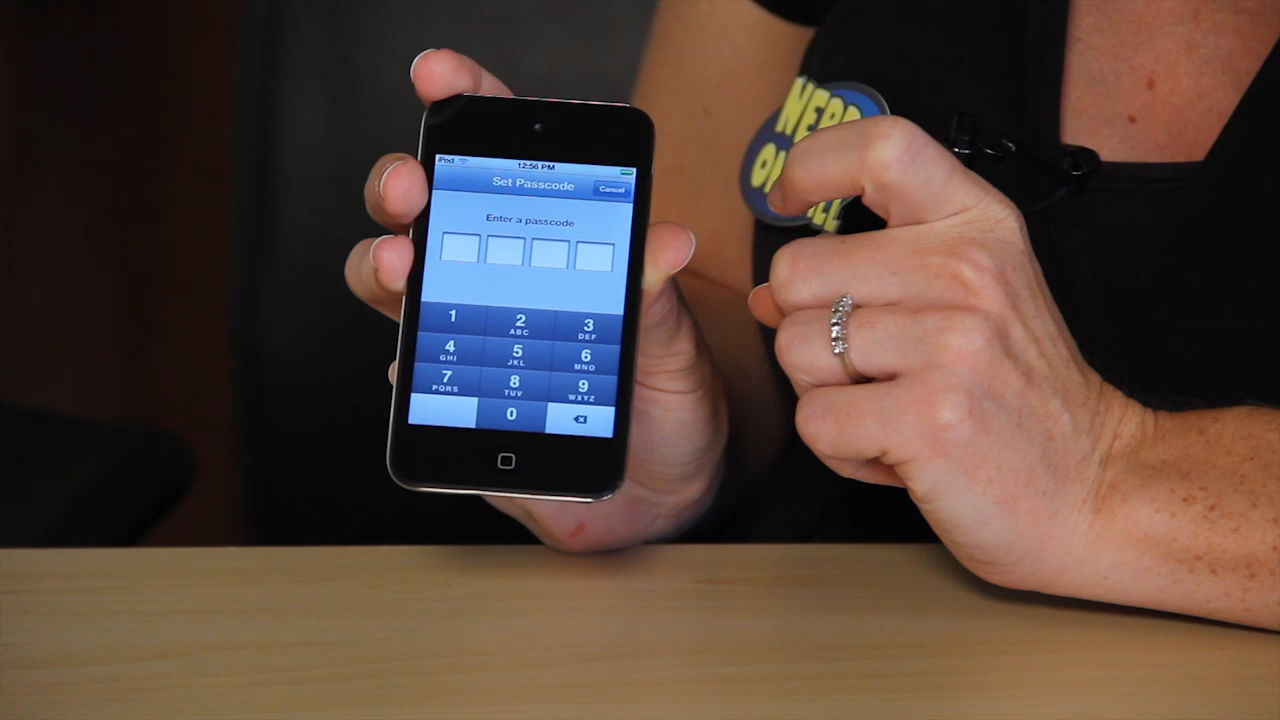 iPod 12:56 PM
Set Passcode Cancel
Enter a passcode
1 2 3
ABC DEF
4 5 6
GHI JKL MNO
7 8 9
PQRS TUV WXYZ
0